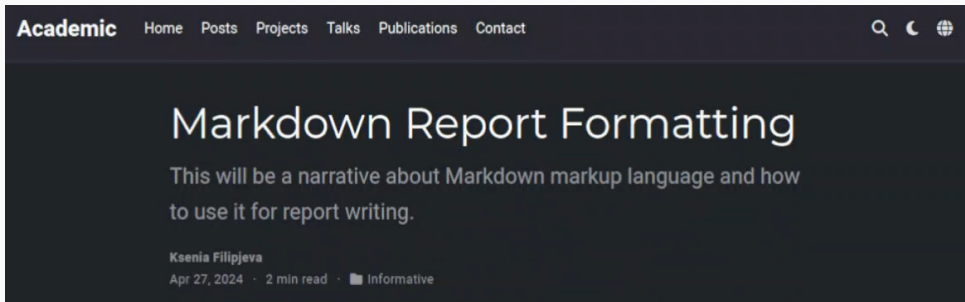 Academic Home Posts Projects Talks Publications Contact
Markdown Report Formatting
This will be a narrative about Markdown markup language and how
to use it for report writing.
Ksenia Filipjeva
Apr 27, 2024 · 2 min read · Informative